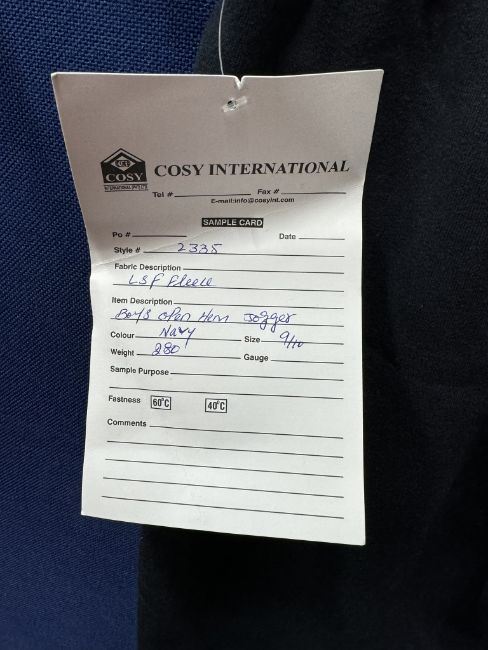 COSY
INTERNATIONAL (PVT) LTD
COSY INTERNATIONAL
Tel # Fax #
E-mail:info@cosyint.com
SAMPLE CARD
Po # Date
Style # 2335
Fabric Description
LSF Fleece
Item Description
Boys open Hem Jogger
Colour Navy Size 9/10
Weight 280 Gauge
Sample Purpose
Fastness 60°C 40°C
Comments